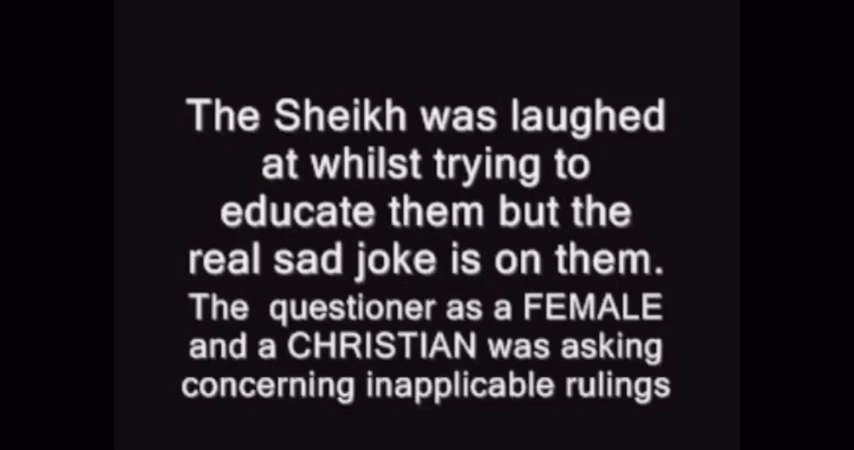 The Sheikh was laughed
at whilst trying to
educate them but the
real sad joke is on them.
The  questioner as a FEMALE
and a CHRISTIAN was asking
concerning inapplicable rulings